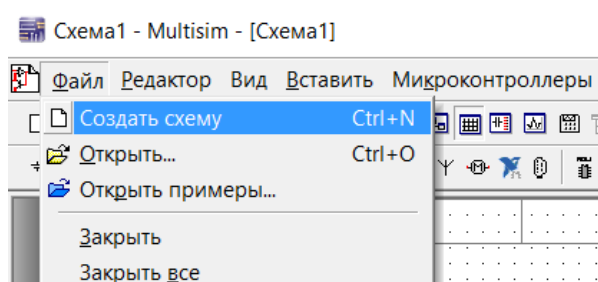 Схема1 - Multisim - [Схема1]
Файл Редактор Вид Вставить Микроконтроллеры
Создать схему Ctrl+N
Открыть... Ctrl+O
Открыть примеры...
Закрыть
Закрыть все